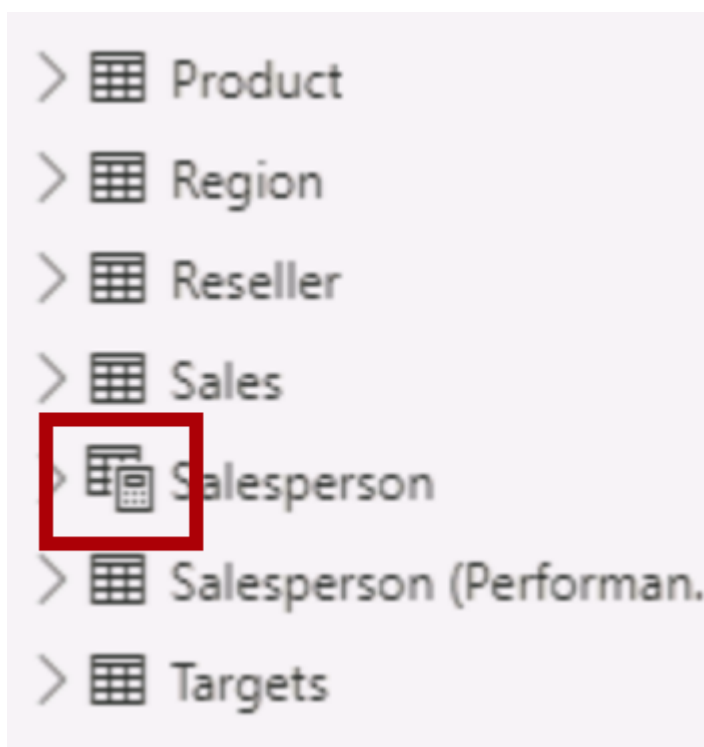 Product
Region
Reseller
Sales
Salesperson
Salesperson (Performan.
Targets